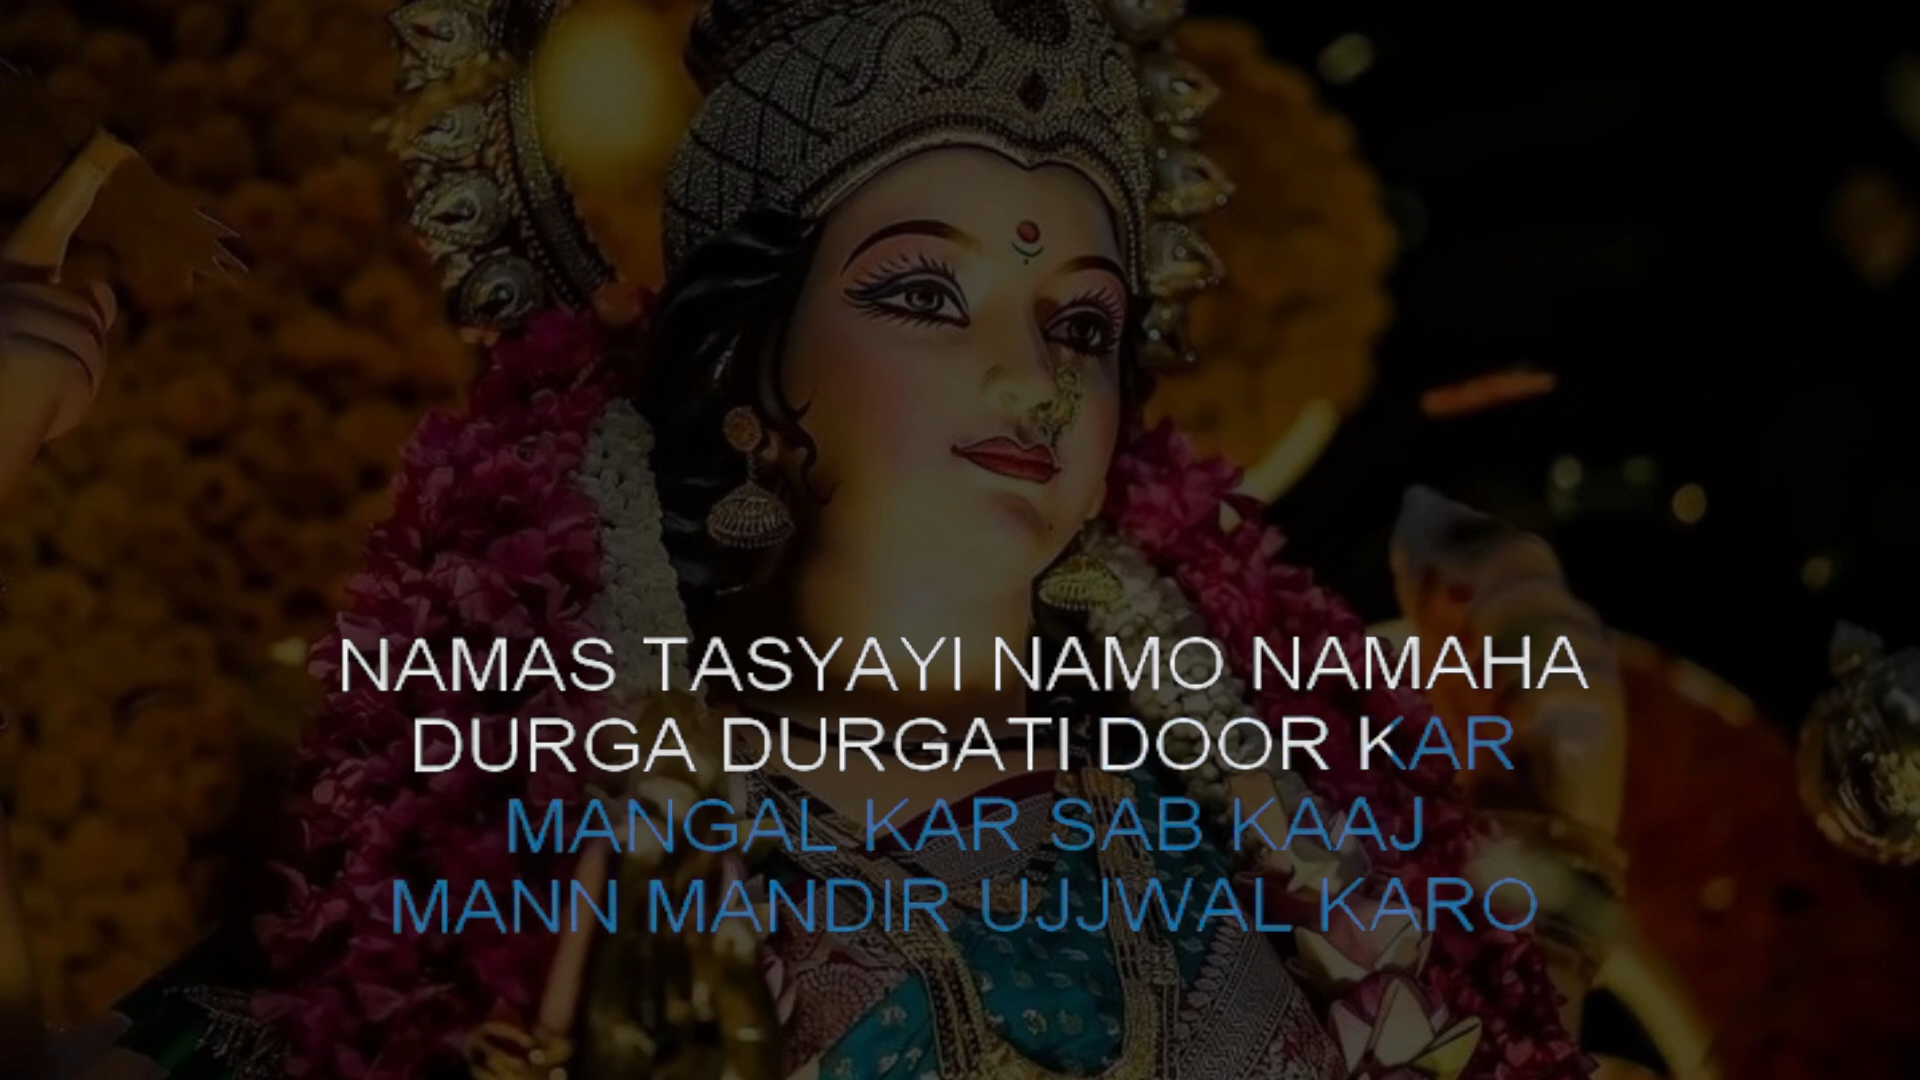 NAMAS TASYAYI NAMO NAMAHA
DURGA DURGATI DOOR KAR
MANGAL KAR SAB KAAJ
MANN MANDIR UJJWAL KARO